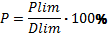 P = Plim / Dlim · 100%